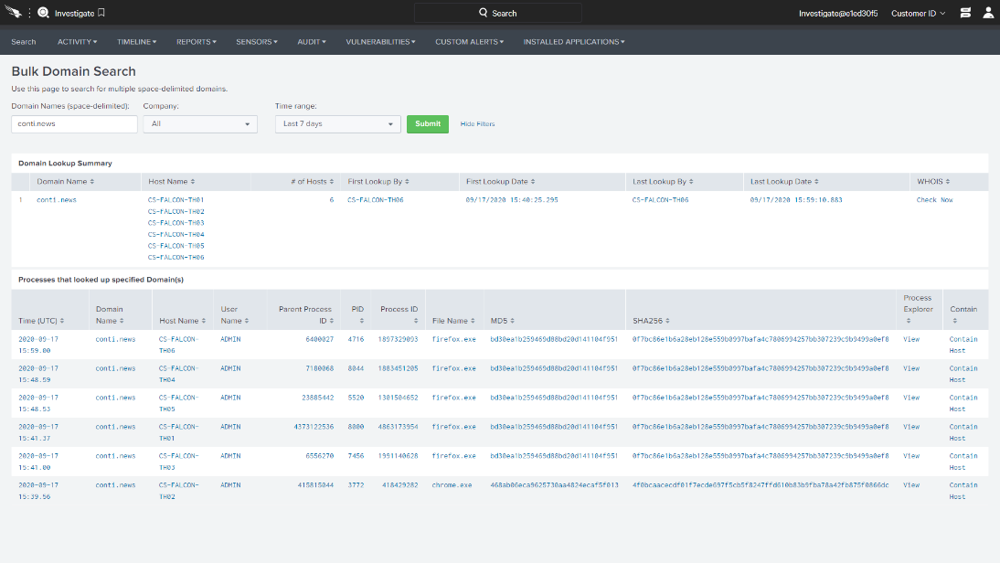 Investigate
Search
Investigate@e1ed30f5
Customer ID
Search ACTIVITY TIMELINE REPORTS SENSORS AUDIT VULNERABILITIES CUSTOM ALERTS INSTALLED APPLICATIONS
Bulk Domain Search
Use this page to search for multiple space-delimited domains.
Domain Names (space-delimited): Company: Time range:
conti.news All Last 7 days Submit Hide Filters
Domain Lookup Summary
Domain Name Host Name # of Hosts First Lookup By First Lookup Date Last Lookup By Last Lookup Date WHOIS
1 conti.news CS-FALCON-TH01 6 CS-FALCON-TH06 09/17/2020 15:40:25.295 CS-FALCON-TH06 09/17/2020 15:59:10.883 Check Now
CS-FALCON-TH02
CS-FALCON-TH03
CS-FALCON-TH04
CS-FALCON-TH05
CS-FALCON-TH06
Processes that looked up specified Domain(s)
Time (UTC) Domain Name Host Name User Name Parent Process ID PID Process ID File Name MD5 SHA256 Process Explorer Contain
2020-09-17 conti.news CS-FALCON- ADMIN 6400027 4716 1897329093 firefox.exe bd30ea1b259469d88bd20d141104f951 0f7bc86e1b6a28eb128e559b0997bafa4c7806994257bb307239c9b9499a0ef8 View Contain
15:59.00 TH06 Host
2020-09-17 conti.news CS-FALCON- ADMIN 7180068 8044 1883451205 firefox.exe bd30ea1b259469d88bd20d141104f951 0f7bc86e1b6a28eb128e559b0997bafa4c7806994257bb307239c9b9499a0ef8 View Contain
15:48.59 TH04 Host
2020-09-17 conti.news CS-FALCON- ADMIN 23885442 5520 1301504652 firefox.exe bd30ea1b259469d88bd20d141104f951 0f7bc86e1b6a28eb128e559b0997bafa4c7806994257bb307239c9b9499a0ef8 View Contain
15:48.53 TH05 Host
2020-09-17 conti.news CS-FALCON- ADMIN 4373122536 8000 4863173954 firefox.exe bd30ea1b259469d88bd20d141104f951 0f7bc86e1b6a28eb128e559b0997bafa4c7806994257bb307239c9b9499a0ef8 View Contain
15:41.37 TH01 Host
2020-09-17 conti.news CS-FALCON- ADMIN 6556270 7456 1991140628 firefox.exe bd30ea1b259469d88bd20d141104f951 0f7bc86e1b6a28eb128e559b0997bafa4c7806994257bb307239c9b9499a0ef8 View Contain
15:41.00 TH03 Host
2020-09-17 conti.news CS-FALCON- ADMIN 415815044 3772 418429282 chrome.exe 468ab06eca9625730aa4824ecaf5f013 4f0bcaacecdf01f7ecde697f5cb5f8247ffd610b83b9fba78a42fb875f0866dc View Contain
15:39.56 TH02 Host